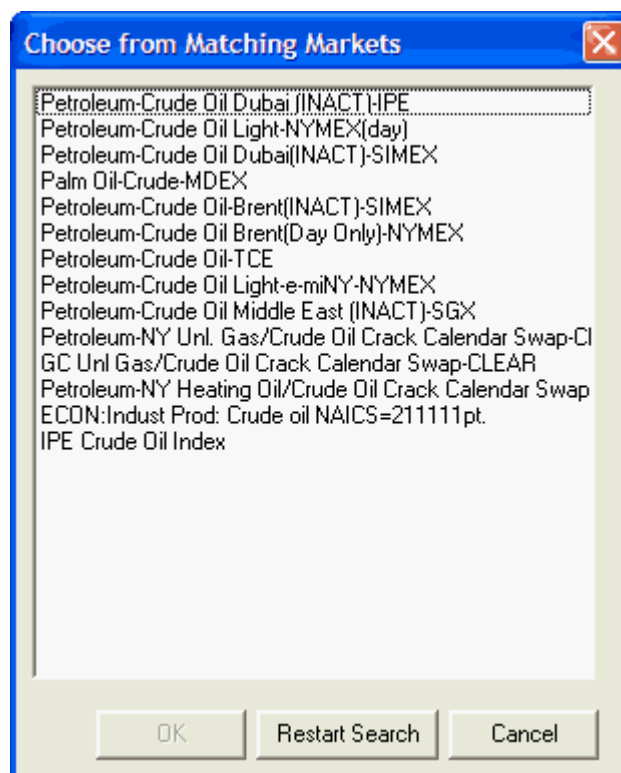 Choose from Matching Markets
Petroleum-Crude Oil Dubai (INACT)-IPE
Petroleum-Crude Oil Light-NYMEX(day)
Petroleum-Crude Oil Dubai(INACT)-SIMEX
Palm Oil-Crude-MDEX
Petroleum-Crude Oil-Brent(INACT)-SIMEX
Petroleum-Crude Oil Brent(Day Only)-NYMEX
Petroleum-Crude Oil-TCE
Petroleum-Crude Oil Light-e-miNY-NYMEX
Petroleum-Crude Oil Middle East (INACT)-SGX
Petroleum-NY Unl. Gas/Crude Oil Crack Calendar Swap-Cl
GC Unl Gas/Crude Oil Crack Calendar Swap-CLEAR
Petroleum-NY Heating Oil/Crude Oil Crack Calendar Swap
ECON:Indust Prod: Crude oil NAICS=211111pt.
IPE Crude Oil Index
OK Restart Search Cancel